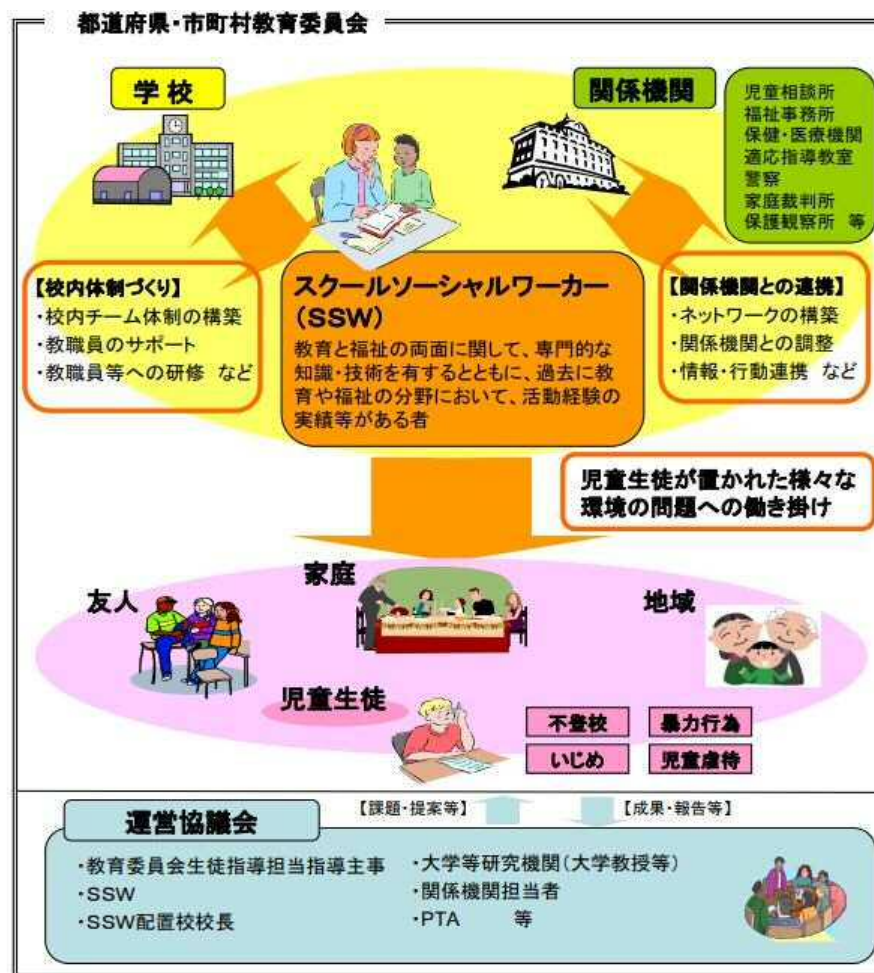 都道府県・市町村教育委員会
学校
関係機関
児童相談所
福祉事務所
保健・医療機関
適応指導教室
警察
家庭裁判所
保護観察所 等
【校内体制づくり】
・校内チーム体制の構築
・教職員のサポート
・教職員等への研修 など
スクールソーシャルワーカー
（SSW）
教育と福祉の両面に関して、専門的な
知識・技術を有するとともに、過去に教
育や福祉の分野において、活動経験の
実績等がある者
【関係機関との連携】
・ネットワークの構築
・関係機関との調整
・情報・行動連携 など
児童生徒が置かれた様々な
環境の問題への働き掛け
家庭
友人
地域
児童生徒
不登校
暴力行為
いじめ
児童虐待
【課題・提案等】
【成果・報告等】
運営協議会
・教育委員会生徒指導担当指導主事
・SSW
・SSW配置校校長
・大学等研究機関（大学教授等）
・関係機関担当者
・PTA 等